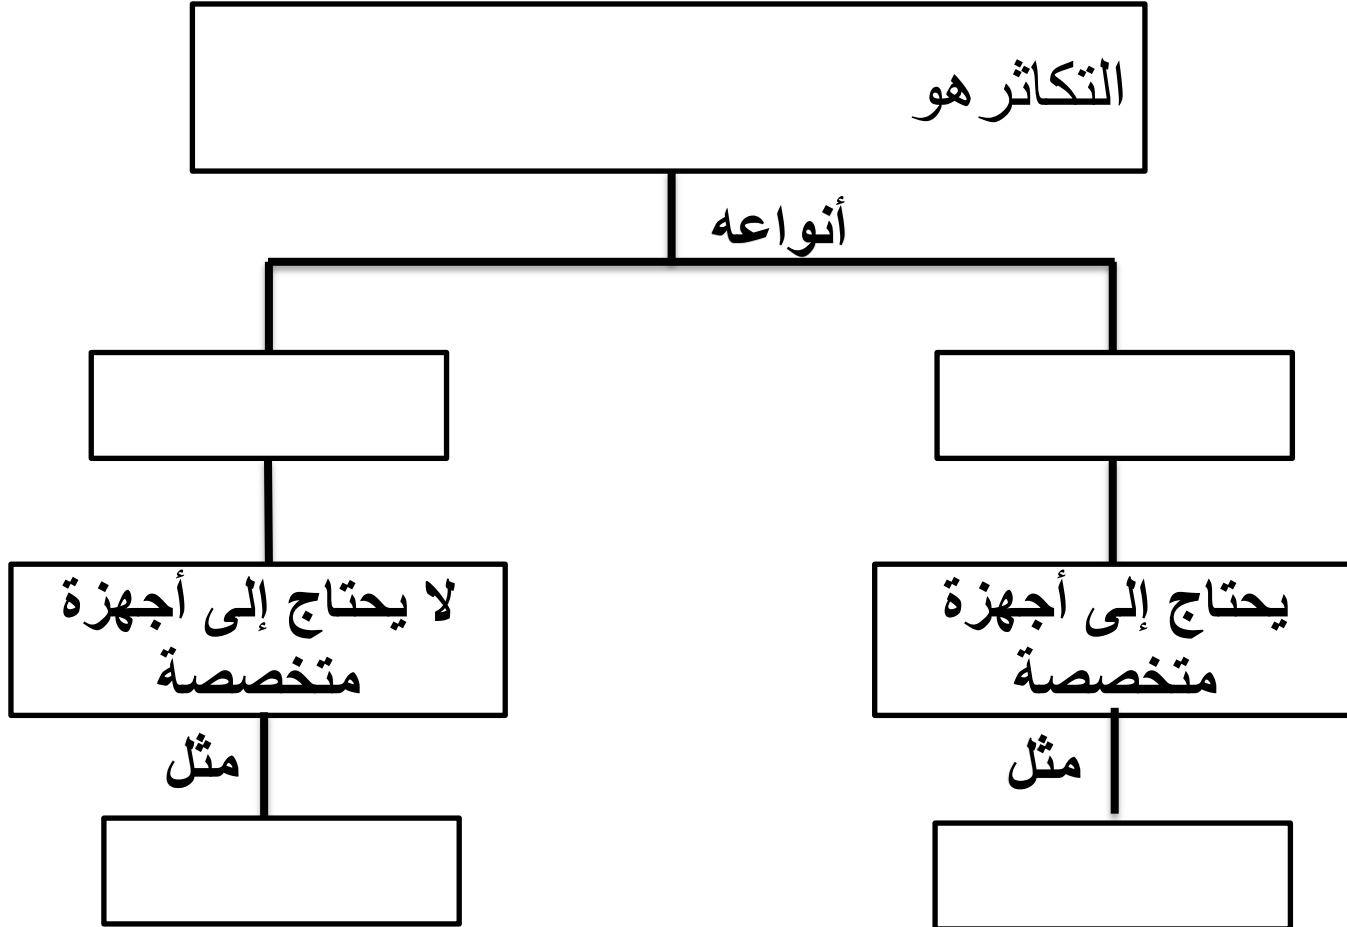 التكاثر هو
أنواعه
يحتاج إلى أجهزة
متخصصة
لا يحتاج إلى أجهزة
متخصصة
مثل
مثل